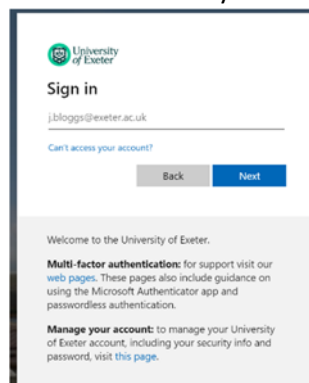 University
of Exeter
Sign in
j.bloggs@exeter.ac.uk
Can't access your account?
Back
Next
Welcome to the University of Exeter.
Multi-factor authentication: for support visit our
web pages. These pages also include guidance on
using the Microsoft Authenticator app and
passwordless authentication.
Manage your account: to manage your University
of Exeter account, including your security info and
password, visit this page.